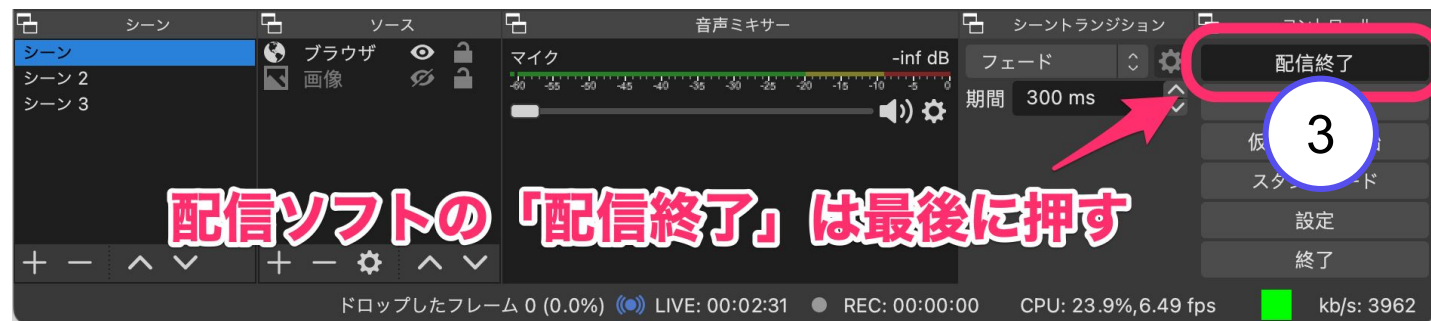 シーン
ソース
音声ミキサー
シーントランジション
シーン
シーン 2
シーン 3
ブラウザ
画像
マイク
-inf dB
-60 -55 -50 -45 -40 -35 -30 -25 -20 -15 -10 -5 0
フェード
期間 300 ms
配信終了
3
設定
終了
配信ソフトの「配信終了」は最後に押す
ドロップしたフレーム 0 (0.0%) LIVE: 00:02:31 REC: 00:00:00 CPU: 23.9%,6.49 fps kb/s: 3962